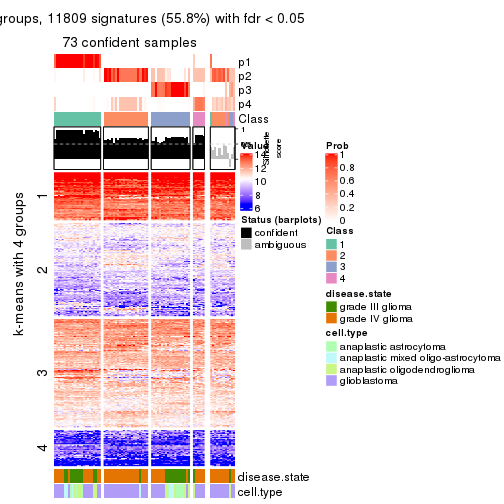 groups, 11809 signatures (55.8%) with fdr < 0.05
73 confident samples
p1
p2
p3
p4
Class
1
Silhouette
score
Value
14
12
10
8
6
Status (barplots)
confident
ambiguous
Prob
1
0.8
0.6
0.4
0.2
0
Class
1
2
3
4
disease.state
grade III glioma
grade IV glioma
cell.type
anaplastic astrocytoma
anaplastic mixed oligo-astrocytoma
anaplastic oligodendroglioma
glioblastoma
k-means with 4 groups
1
2
3
4
disease.state
cell.type